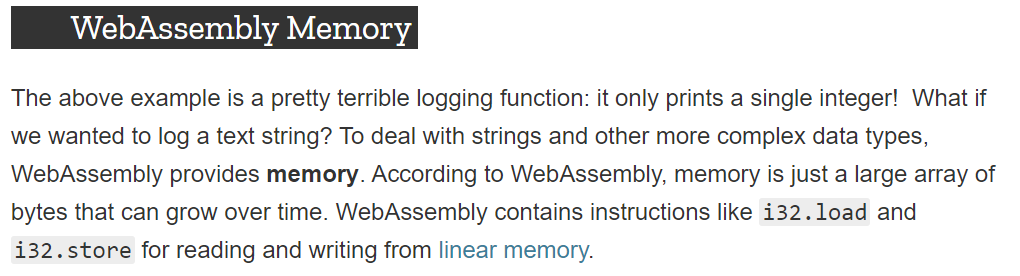 WebAssembly Memory
The above example is a pretty terrible logging function: it only prints a single integer!  What if
we wanted to log a text string? To deal with strings and other more complex data types,
WebAssembly provides memory. According to WebAssembly, memory is just a large array of
bytes that can grow over time. WebAssembly contains instructions like i32.load and
i32.store for reading and writing from linear memory.